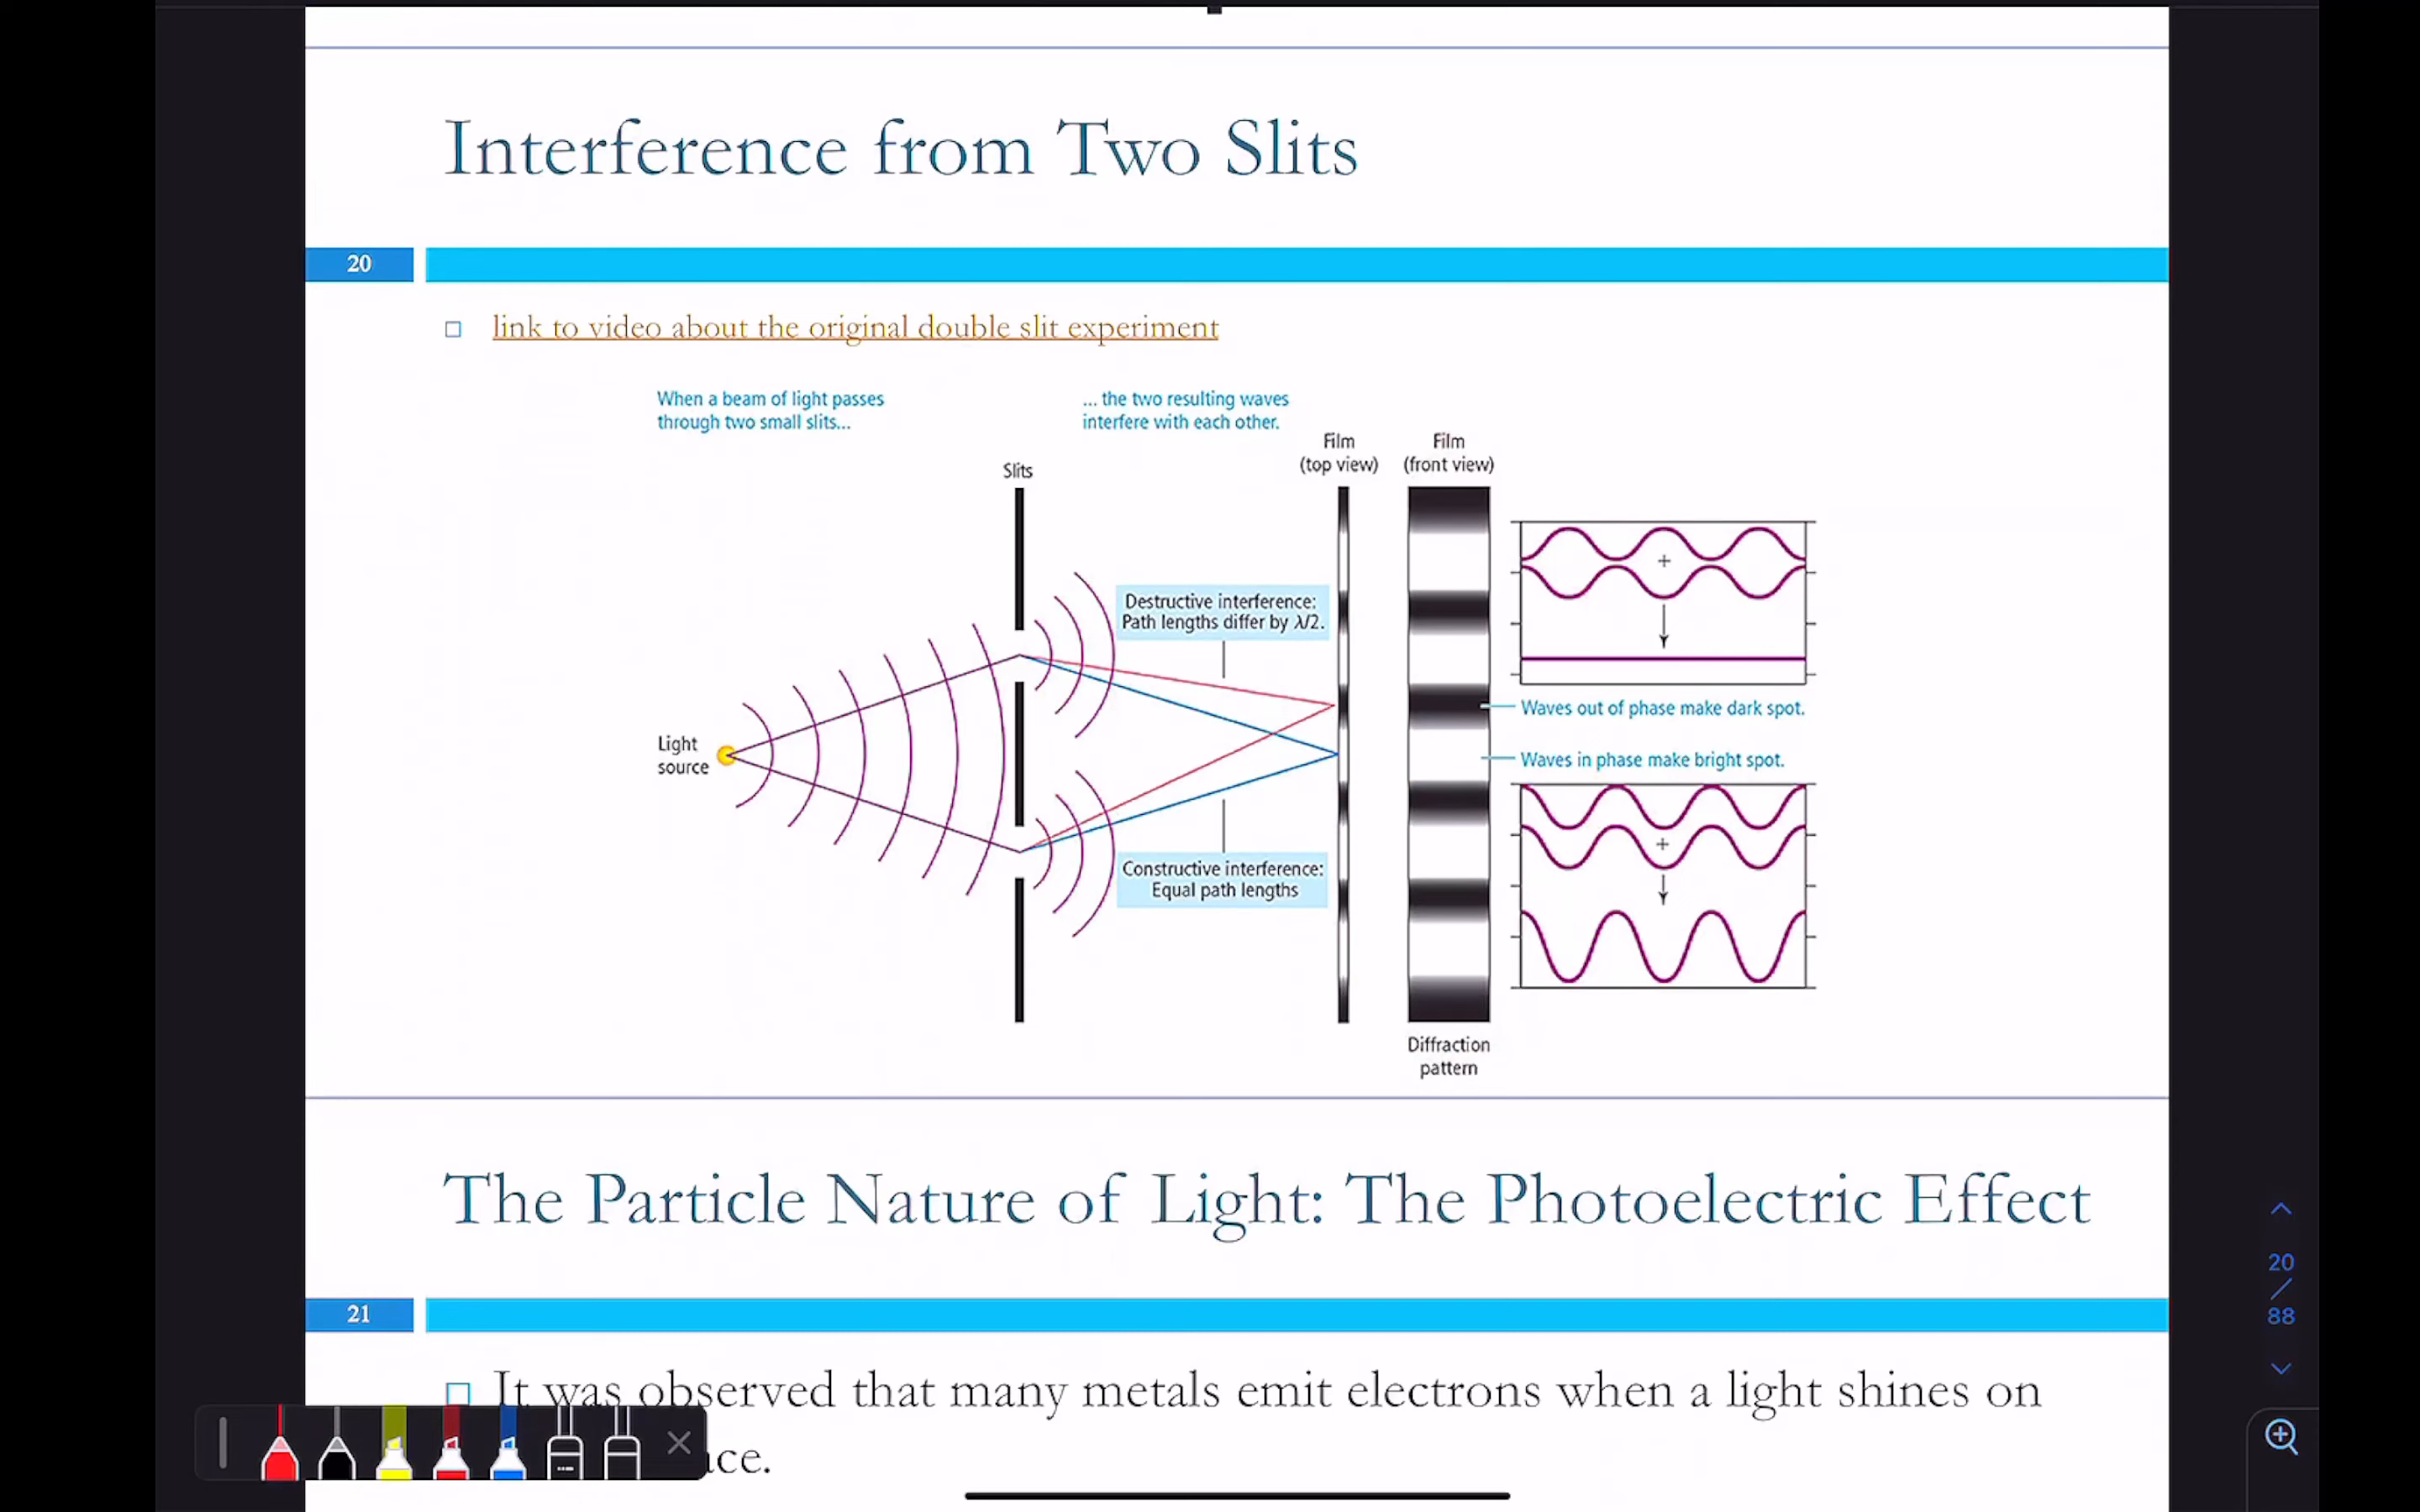 Interference from Two Slits
20
link to video about the original double slit experiment
When a beam of light passes
through two small slits...
... the two resulting waves
interfere with each other.
Film
(top view)
Film
(front view)
Slits
Destructive interference:
Path lengths differ by λ/2.
+
Waves out of phase make dark spot.
Light
source
Waves in phase make bright spot.
+
Constructive interference:
Equal path lengths
Diffraction
pattern
The Particle Nature of Light: The Photoelectric Effect
21
It was observed that many metals emit electrons when a light shines on
ce.
20
/
88